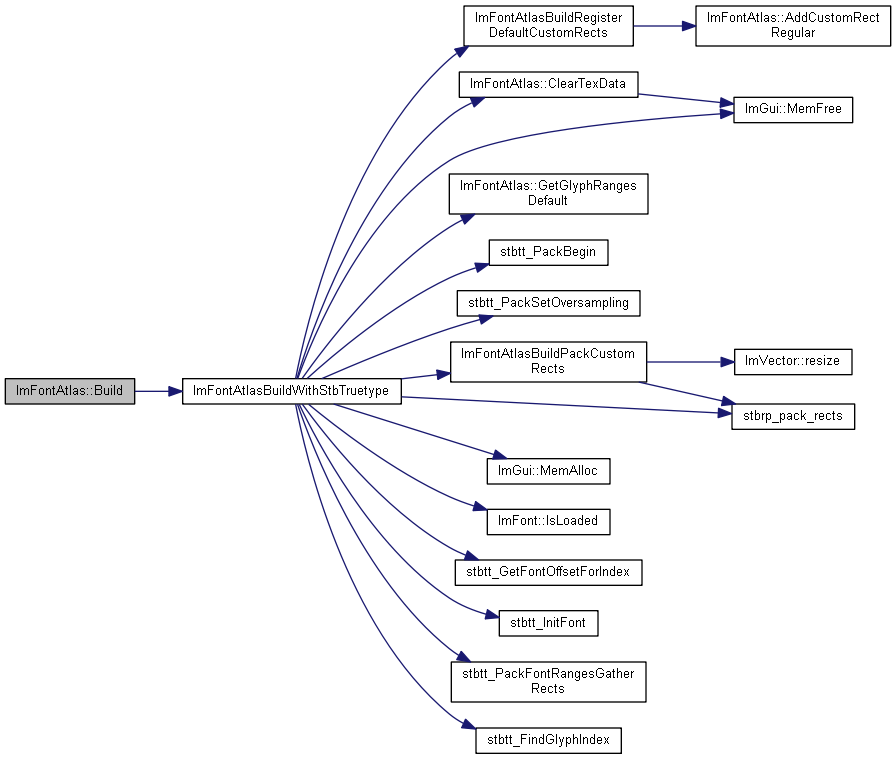 ImFontAtlasBuildRegister
DefaultCustomRects
ImFontAtlas::AddCustomRect
Regular
ImFontAtlas::ClearTexData
ImGui::MemFree
ImFontAtlas::GetGlyphRanges
Default
stbtt_PackBegin
stbtt_PackSetOversampling
ImFontAtlasBuildPackCustom
Rects
ImVector::resize
ImFontAtlas::Build
ImFontAtlasBuildWithStbTruetype
stbrp_pack_rects
ImGui::MemAlloc
ImFont::IsLoaded
stbtt_GetFontOffsetForIndex
stbtt_InitFont
stbtt_PackFontRangesGather
Rects
stbtt_FindGlyphIndex